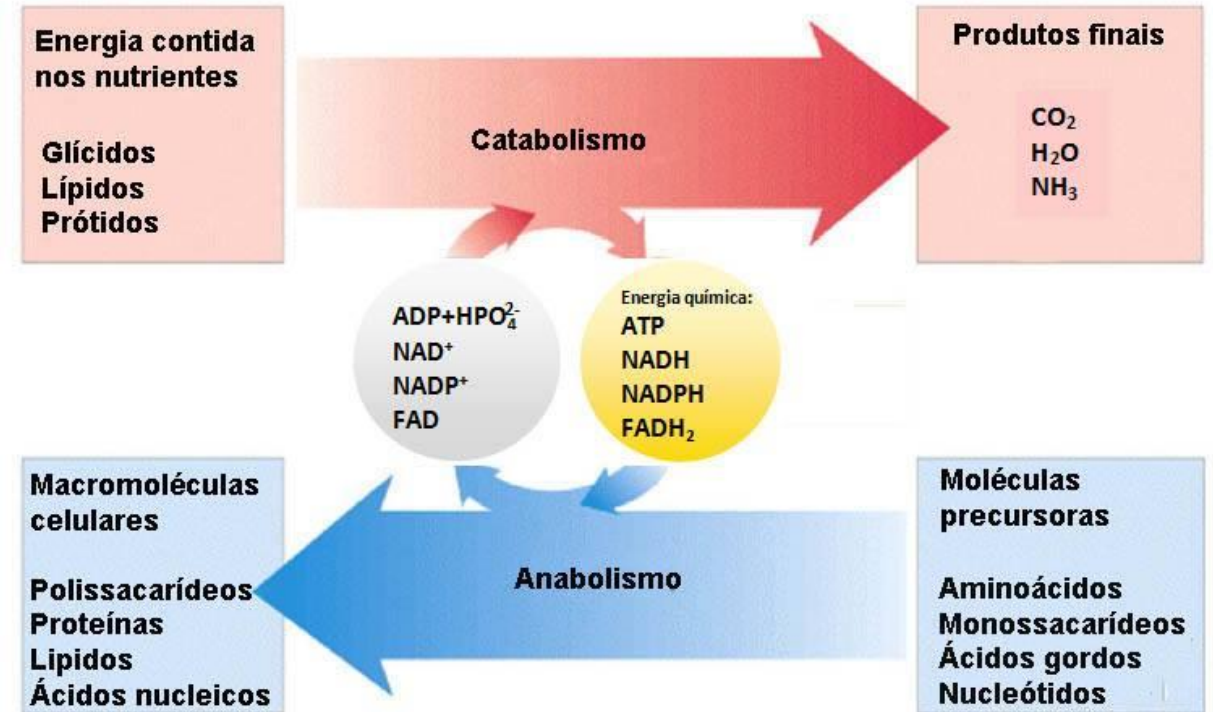 Energia contida
nos nutrientes
Glícidos
Lípidos
Prótidos
Catabolismo
Produtos finais
CO₂
H₂O
NH₃
ADP+HPO₄²⁻
NAD⁺
NADP⁺
FAD
Energia química:
ATP
NADH
NADPH
FADH₂
Macromoléculas
celulares
Polissacarídeos
Proteínas
Lipidos
Ácidos nucleicos
Anabolismo
Moléculas
precursoras
Aminoácidos
Monossacarídeos
Ácidos gordos
Nucleótidos